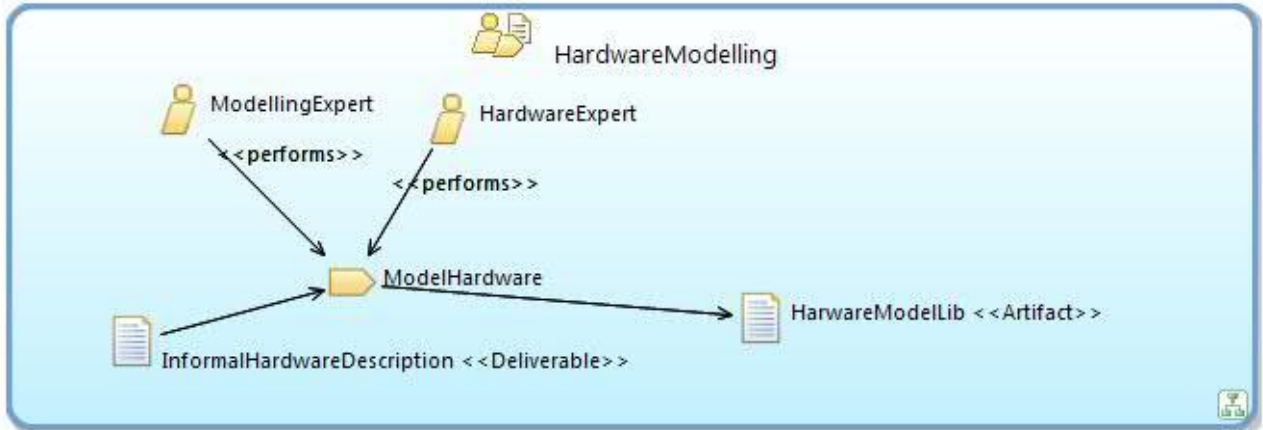 HardwareModelling
ModellingExpert
HardwareExpert
<<performs>>
<<performs>>
ModelHardware
HarwareModelLib <<Artifact>>
InformalHardwareDescription <<Deliverable>>